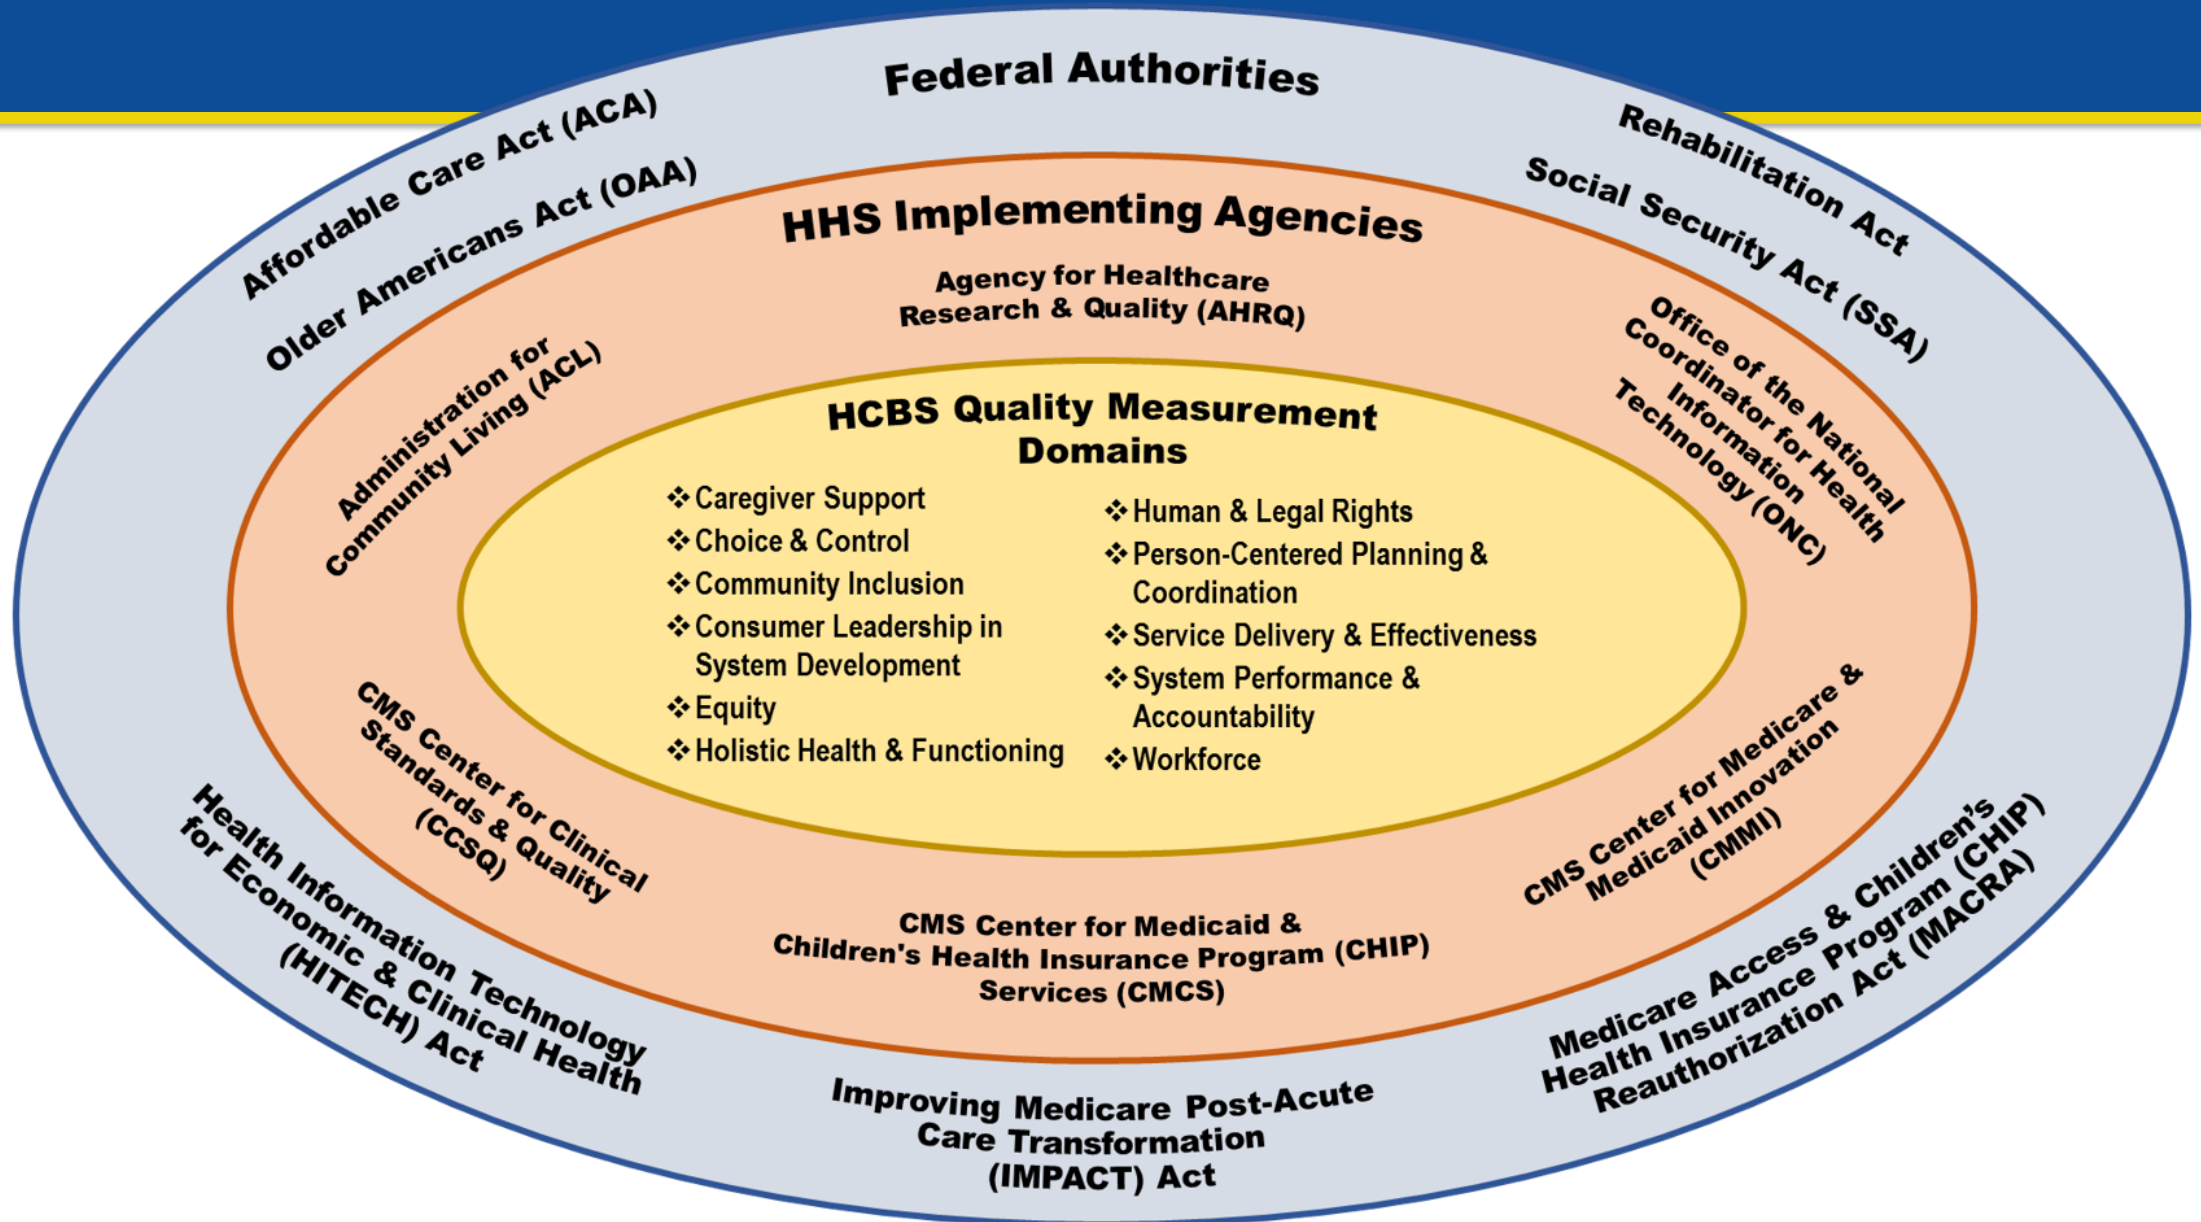 Federal Authorities
Affordable Care Act (ACA)
Older Americans Act (OAA)
Rehabilitation Act
Social Security Act (SSA)
HHS Implementing Agencies
Agency for Healthcare
Research & Quality (AHRQ)
Administration for
Community Living (ACL)
Office of the National
Coordinator for Health
Information
Technology (ONC)
HCBS Quality Measurement
Domains
❖ Caregiver Support
❖ Choice & Control
❖ Community Inclusion
❖ Consumer Leadership in
System Development
❖ Equity
❖ Holistic Health & Functioning
❖ Human & Legal Rights
❖ Person-Centered Planning &
Coordination
❖ Service Delivery & Effectiveness
❖ System Performance &
Accountability
❖ Workforce
CMS Center for Clinical
Standards & Quality
(CCSQ)
CMS Center for Medicaid &
Children's Health Insurance Program (CHIP)
Services (CMCS)
CMS Center for Medicare &
Medicaid Innovation
(CMMI)
Health Information Technology
for Economic & Clinical Health
(HITECH) Act
Improving Medicare Post-Acute
Care Transformation
(IMPACT) Act
Medicare Access & Children’s
Health Insurance Program (CHIP)
Reauthorization Act (MACRA)